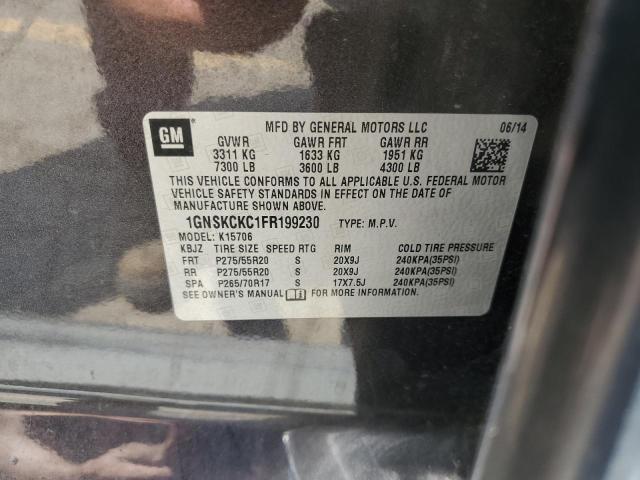 GM
MFD BY GENERAL MOTORS LLC 06/14
GVWR GAWR FRT GAWR RR
3311 KG 1633 KG 1951 KG
7300 LB 3600 LB 4300 LB
THIS VEHICLE CONFORMS TO ALL APPLICABLE U.S. FEDERAL MOTOR
VEHICLE SAFETY STANDARDS IN EFFECT ON THE DATE OF
MANUFACTURE SHOWN ABOVE.
1GNSKCKC1FR199230 TYPE: M.P.V.
MODEL: K15706
KBJZ TIRE SIZE SPEED RTG RIM COLD TIRE PRESSURE
FRT P275/55R20 S 20X9J 240KPA(35PSI)
RR P275/55R20 S 20X9J 240KPA(35PSI)
SPA P265/70R17 S 17X7.5J 240KPA(35PSI)
SEE OWNER'S MANUAL FOR MORE INFORMATION.